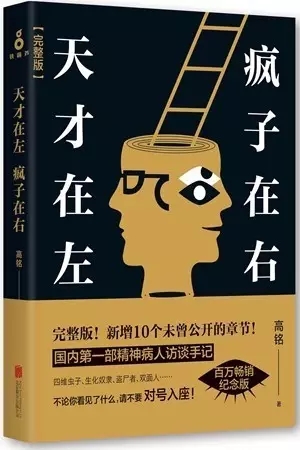 天才在左 疯子在右
高铭
【完整版】
天才在左
疯子在右
高铭
完完整版！新增10个未曾公开的章节！
国内第一部精神病人访谈手记
四维虫子、生化奴隶、盗尸者、双面人……
不论你看见了什么，请不要 对号入座！
百万畅销
纪念版